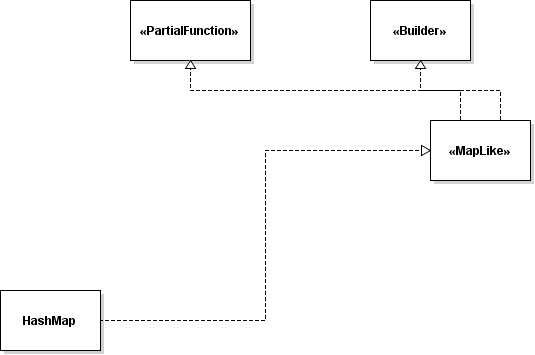 «PartialFunction»
«Builder»
«MapLike»
HashMap